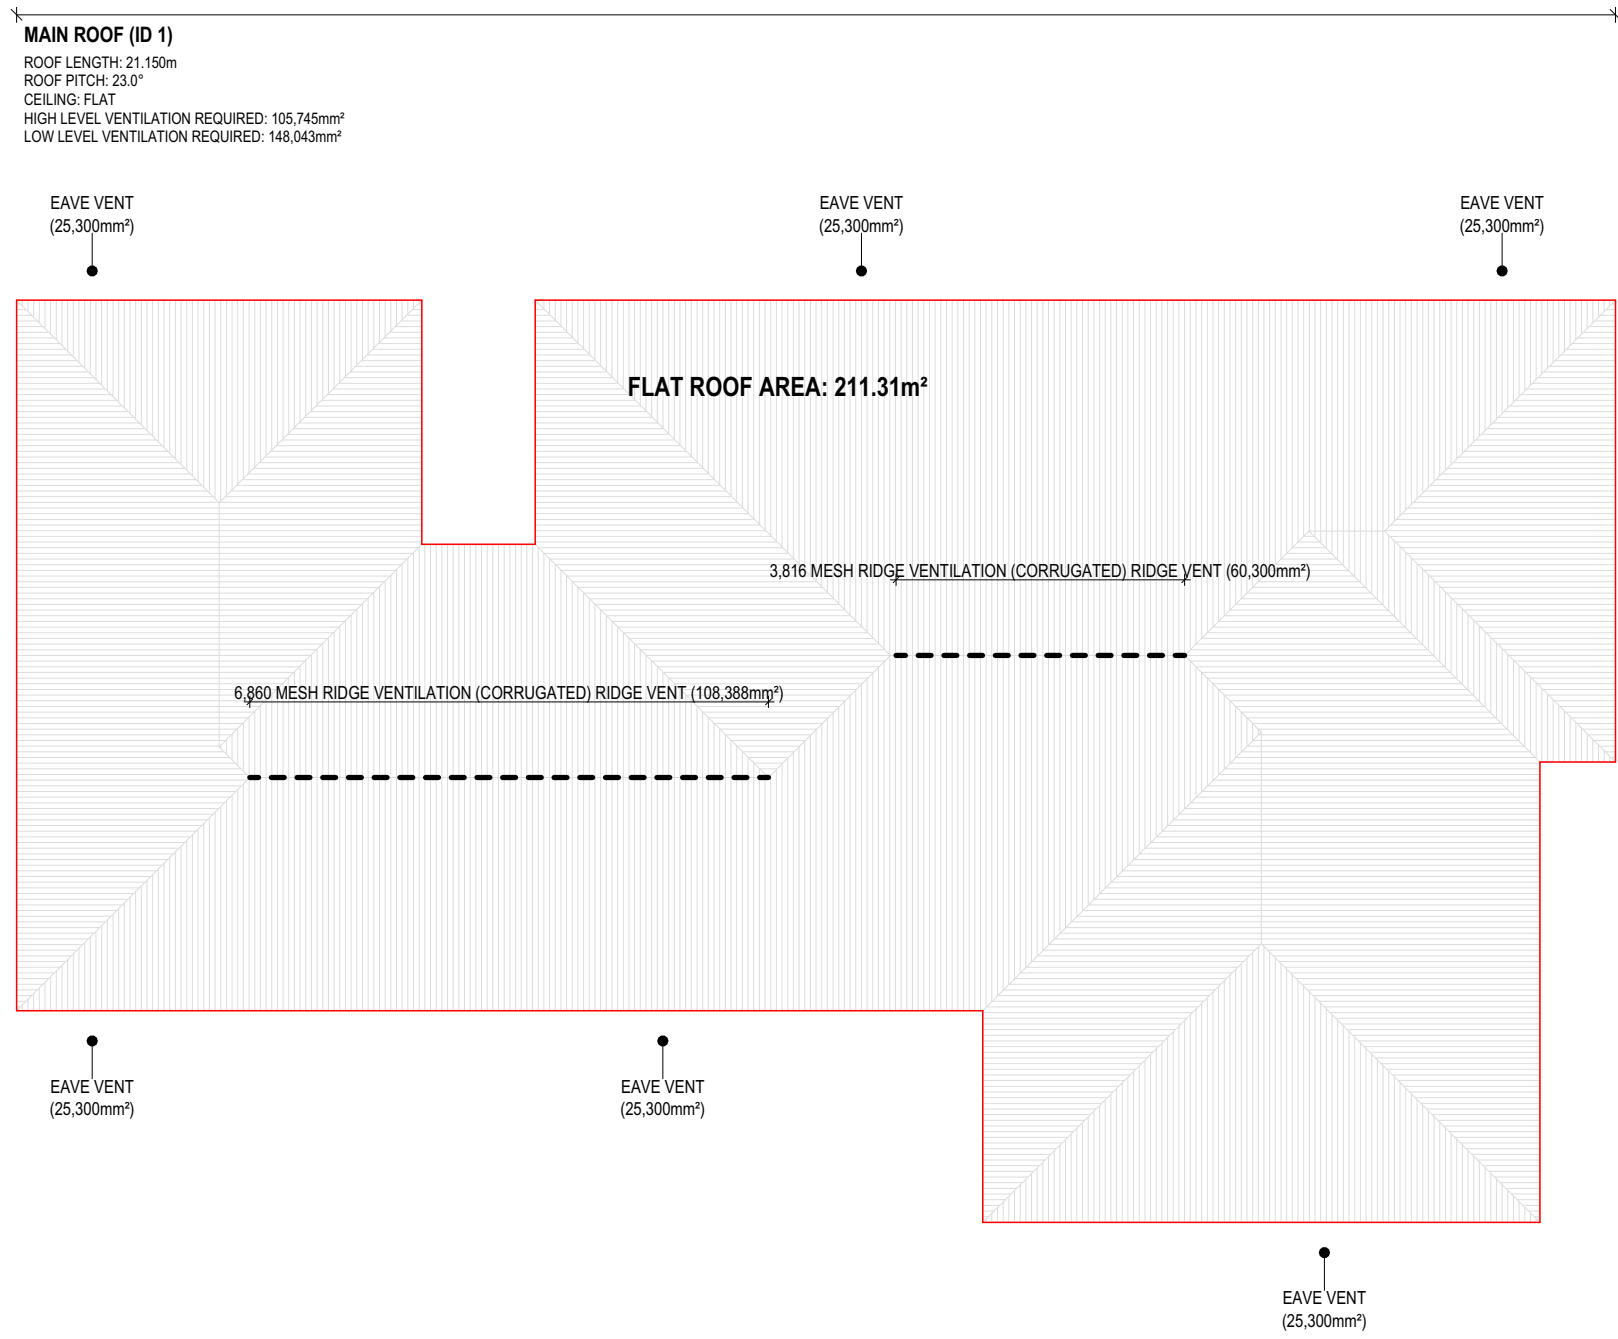 MAIN ROOF (ID 1)
ROOF LENGTH: 21.150m
ROOF PITCH: 23.0°
CEILING: FLAT
HIGH LEVEL VENTILATION REQUIRED: 105,745mm²
LOW LEVEL VENTILATION REQUIRED: 148,043mm²
EAVE VENT
(25,300mm²)
EAVE VENT
(25,300mm²)
EAVE VENT
(25,300mm²)
FLAT ROOF AREA: 211.31m²
3,816 MESH RIDGE VENTILATION (CORRUGATED) RIDGE VENT (60,300mm²)
6,860 MESH RIDGE VENTILATION (CORRUGATED) RIDGE VENT (108,388mm²)
EAVE VENT
(25,300mm²)
EAVE VENT
(25,300mm²)
EAVE VENT
(25,300mm²)